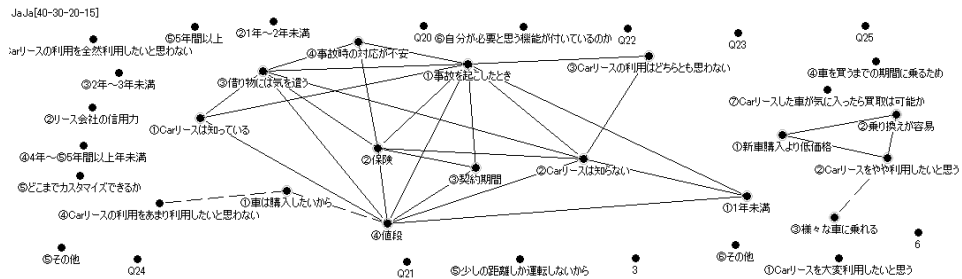 JaJa[40-30-20-15]
⑤5年間以上
②1年～2年未満
Q20
⑥自分が必要と思う機能が付いているのか
Q22
Q23
Q25
Carリースの利用を全然利用したいと思わない
④事故時の対応が不安
①事故を起こしたとき
③Carリースの利用はどちらとも思わない
④車を買うまでの期間に乗るため
③2年～3年未満
③借り物には気を遣う
⑦Carリースした車が気に入ったら買取は可能か
②リース会社の信用力
①Carリースは知っている
②乗り換えが容易
①新車購入より低価格
④4年～⑤5年間以上年未満
②保険
③契約期間
②Carリースは知らない
②Carリースをやや利用したいと思う
⑤どこまでカスタマイズできるか
①車は購入したいから
①1年未満
④Carリースの利用をあまり利用したいと思わない
④値段
③様々な車に乗れる
⑤その他
Q24
Q21
⑤少しの距離しか運転しないから
3
⑥その他
6
①Carリースを大変利用したいと思う